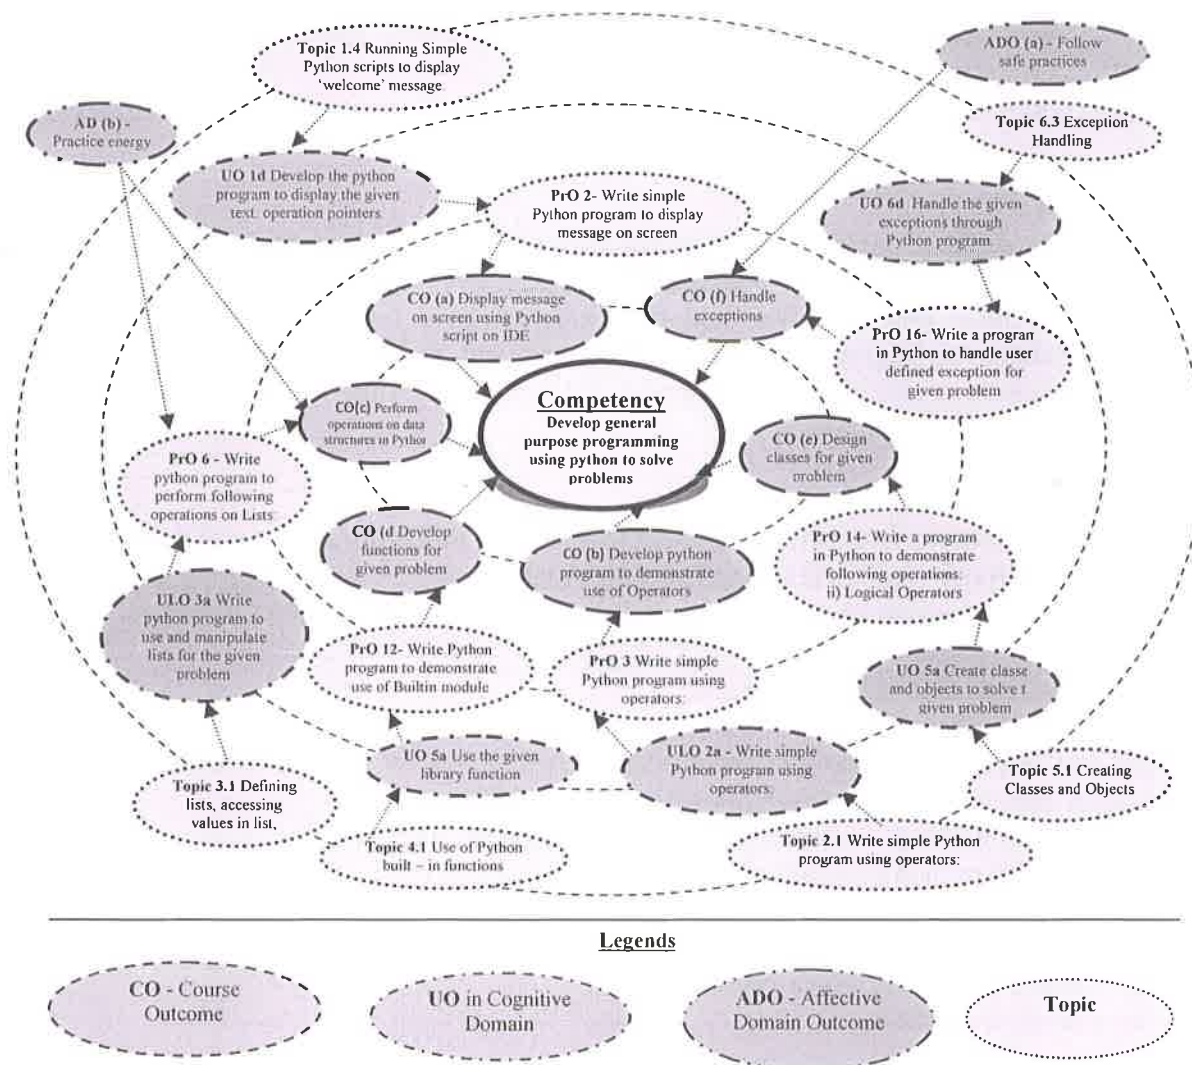 Topic 1.4 Running Simple
Python scripts to display
'welcome' message
ADO (a) - Follow
safe practices
AD (b) -
Practice energy
Topic 6.3 Exception
Handling
UO 1d Develop the python
program to display the given
text. operation pointers
PrO 2- Write simple
Python program to display
message on screen
UO 6d Handle the given
exceptions through
Python program
CO (a) Display message
on screen using Python
script on IDE
CO (f) Handle
exceptions
PrO 16- Write a program
in Python to handle user
defined exception for
given problem
Competency
Develop general
purpose programming
using python to solve
problems
CO(c) Perform
operations on data
structures in Python
CO (e) Design
classes for given
problem
PrO 6 - Write
python program to
perform following
operations on Lists
CO (d Develop
functions for
given problem
CO (b) Develop python
program to demonstrate
use of Operators
PrO 14- Write a program
in Python to demonstrate
following operations:
ii) Logical Operators
ULO 3a Write
python program to
use and manipulate
lists for the given
problem
PrO 12- Write Python
program to demonstrate
use of Builtin module
PrO 3 Write simple
Python program using
operators:
UO 5a Create classe
and objects to solve t
given problem
UO 5a Use the given
library function
ULO 2a - Write simple
Python program using
operators:
Topic 3.1 Defining
lists, accessing
values in list,
Topic 5.1 Creating
Classes and Objects
Topic 4.1 Use of Python
built – in functions
Topic 2.1 Write simple Python
program using operators:
Legends
CO - Course
Outcome
UO in Cognitive
Domain
ADO - Affective
Domain Outcome
Topic